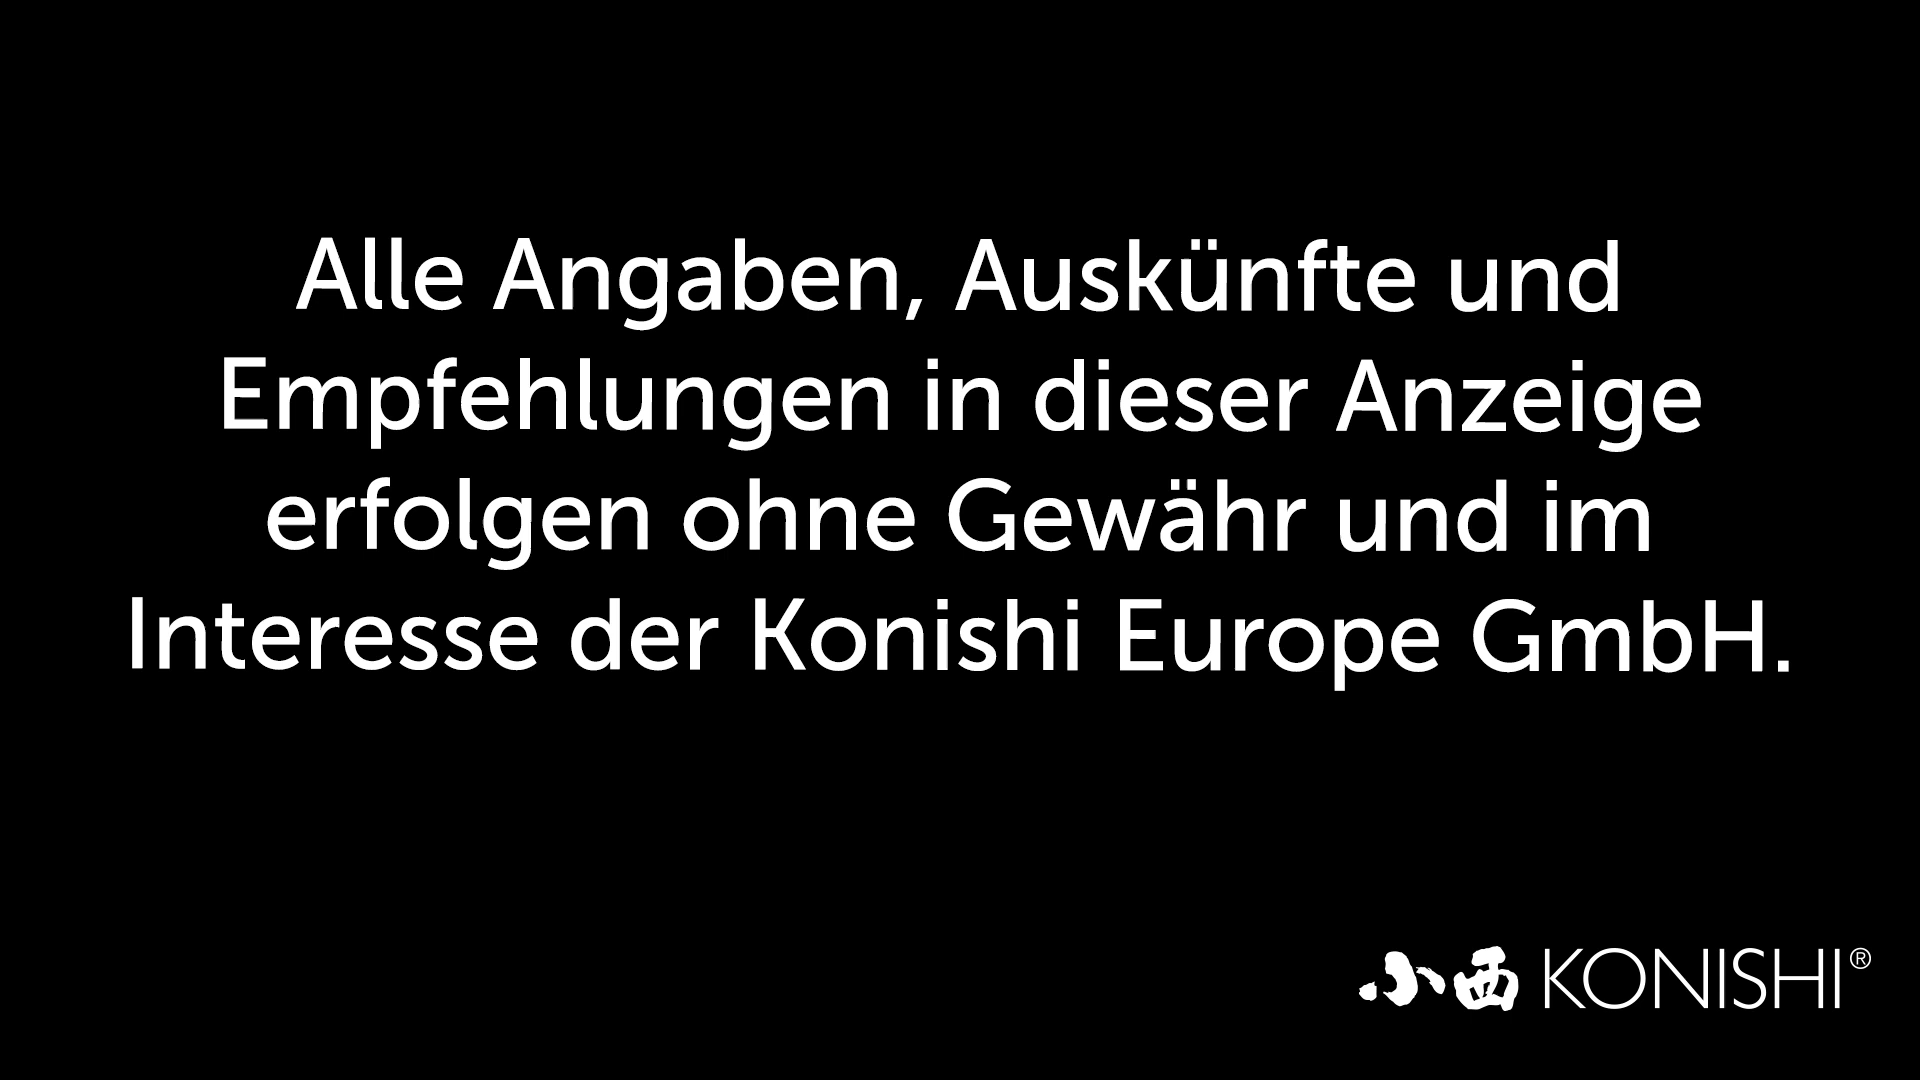 Alle Angaben, Auskünfte und
Empfehlungen in dieser Anzeige
erfolgen ohne Gewähr und im
Interesse der Konishi Europe GmbH.
小西 KONISHI®